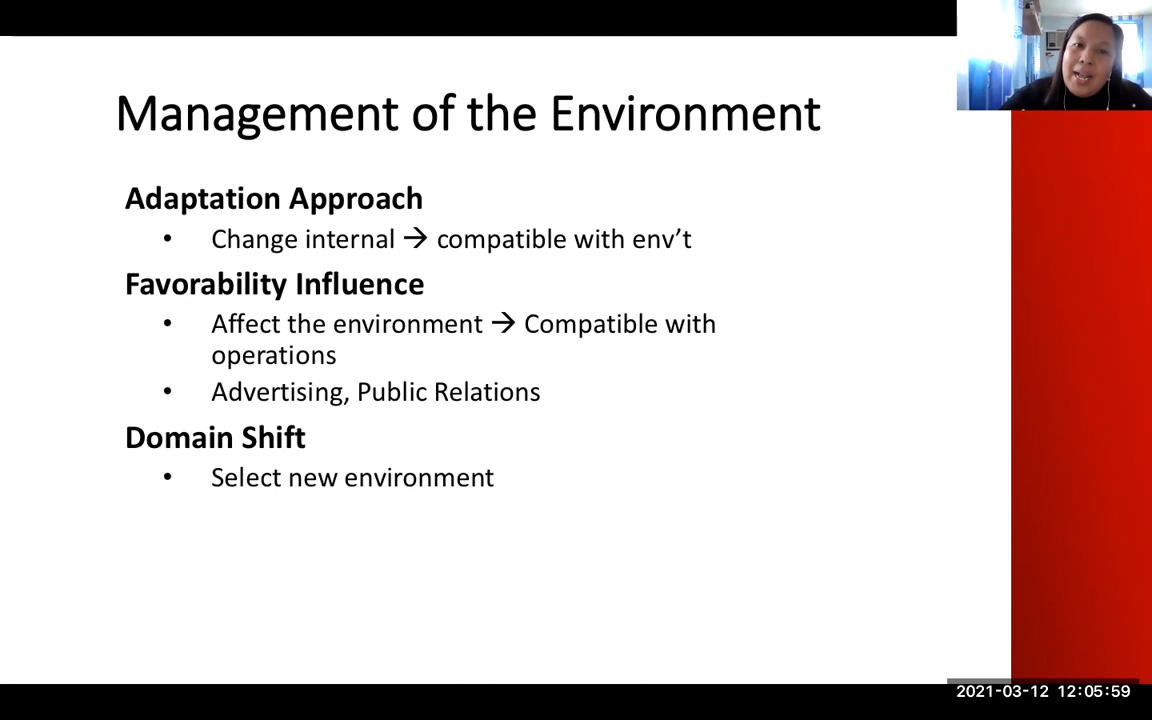 Management of the Environment
Adaptation Approach
• Change internal → compatible with env’t
Favorability Influence
• Affect the environment → Compatible with
operations
• Advertising, Public Relations
Domain Shift
• Select new environment
2021-03-12 12:05:59